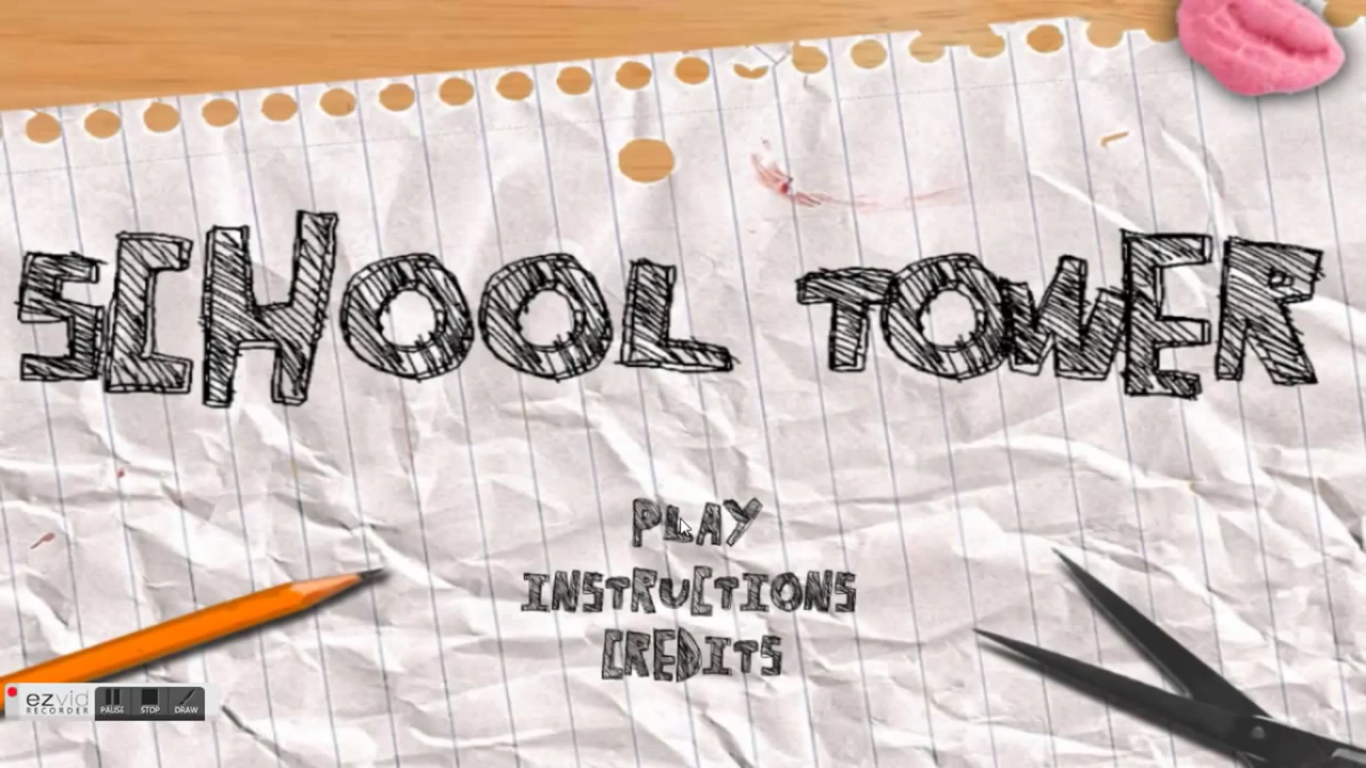 SCHOOL TOWER
PLAY
INSTRUCTIONS
CREDITS
ezvid
RECORDER
PAUSE STOP DRAW